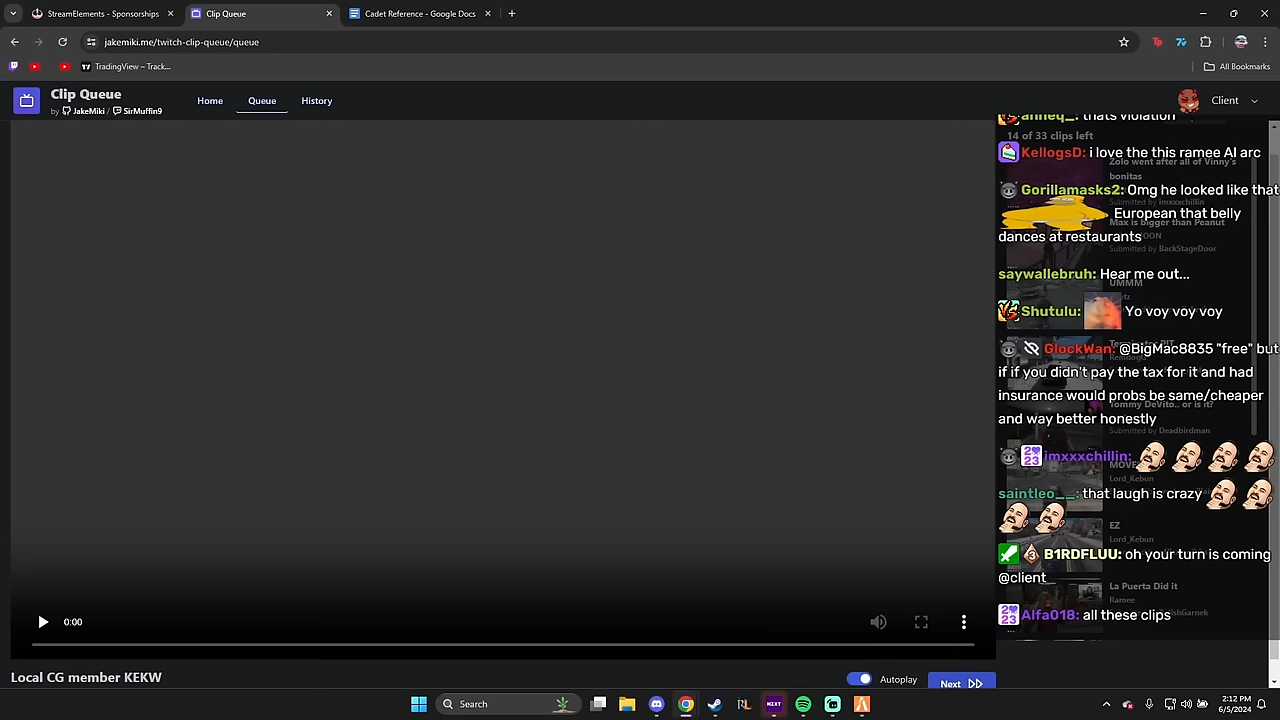 StreamElements - Sponsorships
Clip Queue
Cadet Reference - Google Docs
jakemiki.me/twitch-clip-queue/queue
TradingView – Track...
All Bookmarks
Clip Queue
by JakeMiki / SirMuffin9
Home
Queue
History
Client
anneq_: thats violation
14 of 33 clips left
KellogsD: i love the this ramee AI arc
Zolo went after all of Vinny's
bonitas
Gorillamasks2: Omg he looked like that
Submitted by imxxxchillin
European that belly
Max is bigger than Peanut
dances at restaurants
Submitted by BackStageDoor
saywallebruh: Hear me out...
UMMM
Shutulu: Yo voy voy voy
GlockWan: @BigMac8835 "free" but
if if you didn't pay the tax for it and had
insurance would probs be same/cheaper
Tommy DeVito.. or is it?
and way better honestly
Submitted by Deadbirdman
imxxxchillin:
MOVE
Lord_Kebun
saintleo__: that laugh is crazy
EZ
Lord_Kebun
B1RDFLUU: oh your turn is coming
@client
La Puerta Did it
Ramee
Alfa018: all these clips
0:00
Local CG member KEKW
Autoplay
Next
Search
NEXT
2:12 PM
6/5/2024